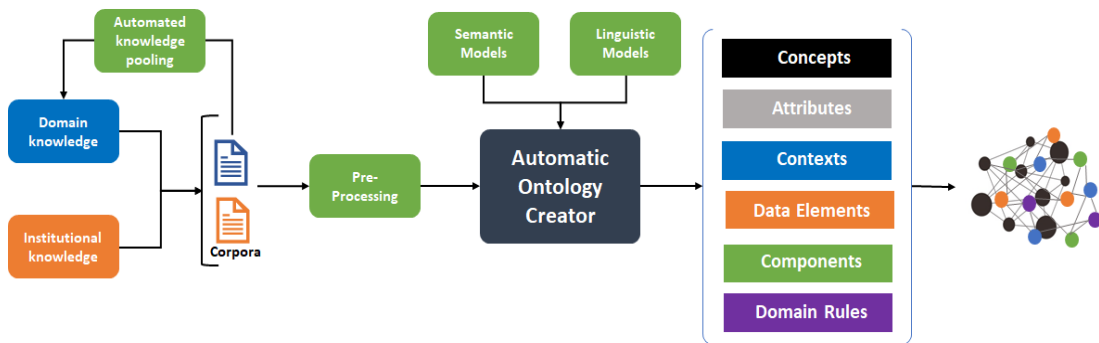 Automated
knowledge
pooling
Domain
knowledge
Institutional
knowledge
Corpora
Pre-
Processing
Semantic
Models
Linguistic
Models
Automatic
Ontology
Creator
Concepts
Attributes
Contexts
Data Elements
Components
Domain Rules